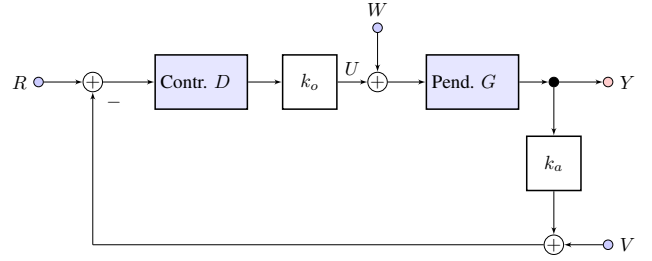 W
R + Contr. D k_o U + Pend. G Y
−
k_a
+ V